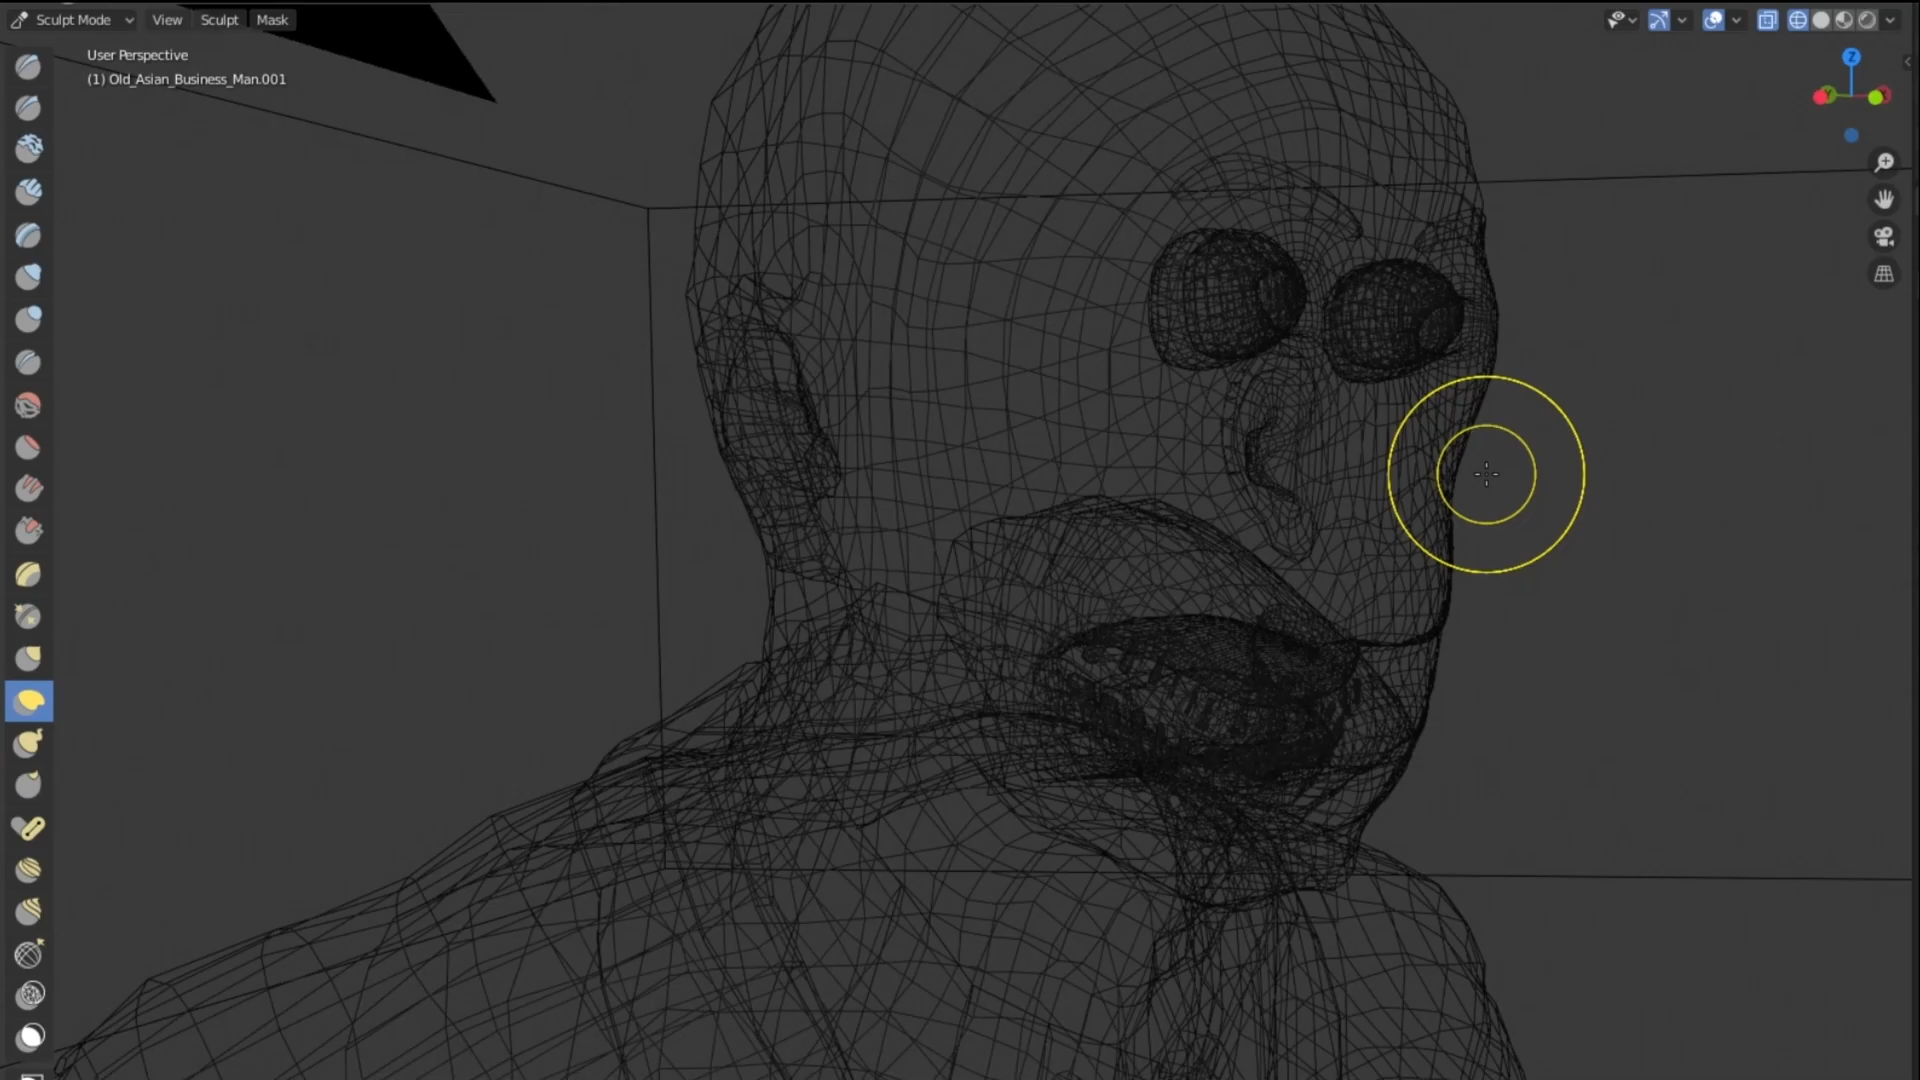 Sculpt Mode View Sculpt Mask
User Perspective
(1) Old_Asian_Business_Man.001
Z
Y
X